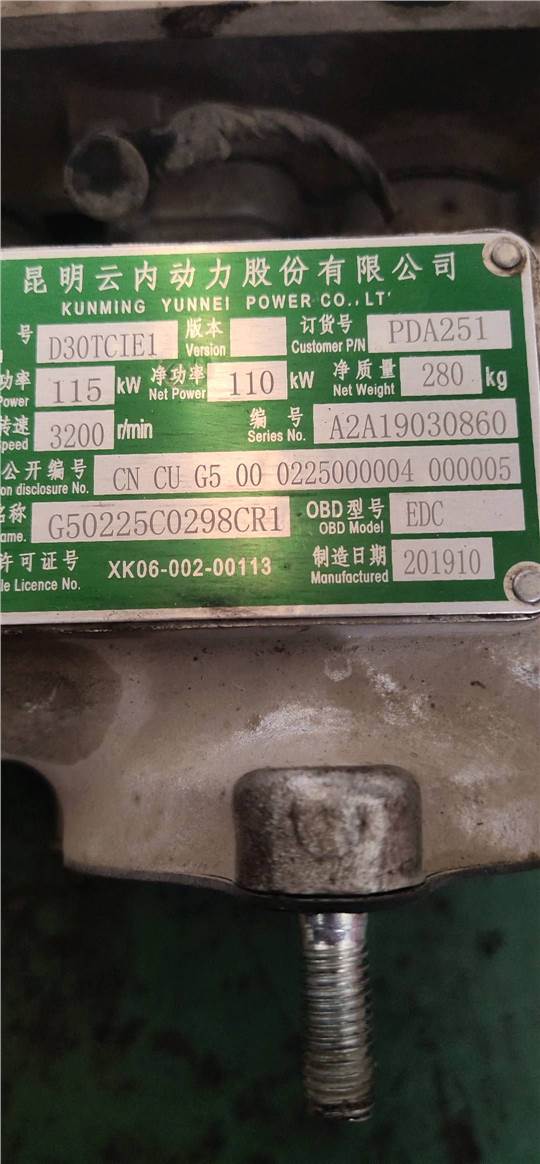 昆明云内动力股份有限公司
KUNMING YUNNEI POWER CO.,LT
号 D30TCIE1 版本 Version 订货号 Customer P/N PDA251
功率 Power 115 kW 净功率 Net Power 110 kW 净质量 Net Weight 280 kg
转速 Speed 3200 r/min 编号 Series No. A2A19030860
公开编号 on disclosure No. CN CU G5 00 0225000004 000005
名称 ame. G50225C0298CR1 OBD型号 OBD Model EDC
许可证号 le Licence No. XK06-002-00113 制造日期 Manufactured 201910